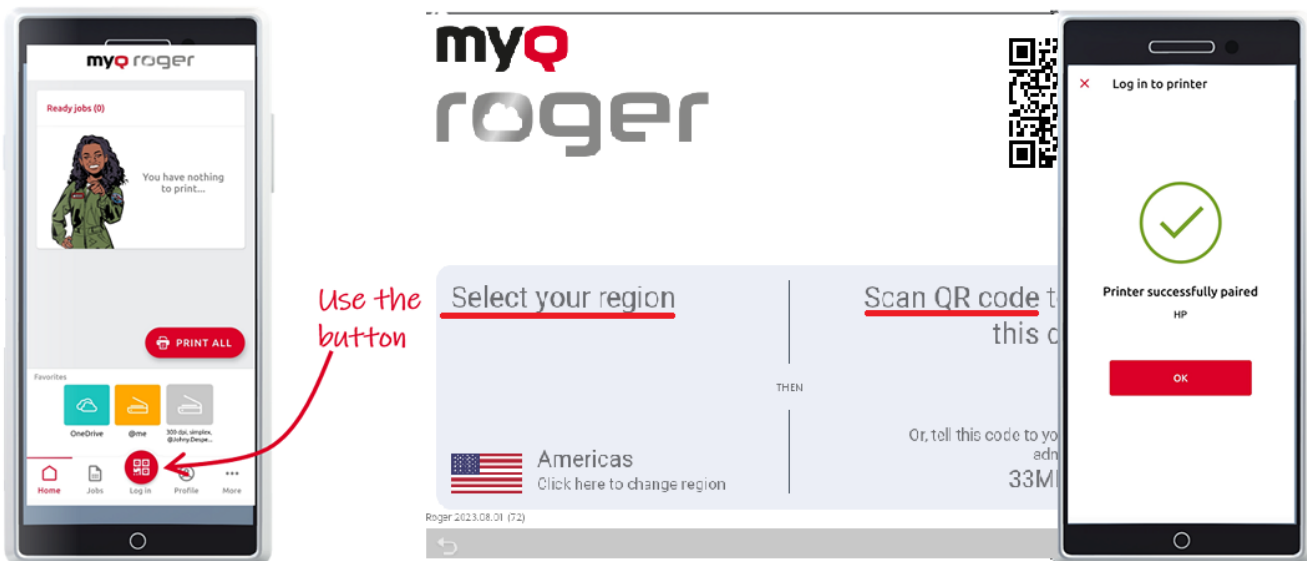 myQ roger
Ready jobs (0)
You have nothing
to print...
PRINT ALL
Favorites
OneDrive
@me
300 dpi, simplex,
@Johny.Despe...
Home
Jobs
Log in
Profile
More
Use the
button
myQ
roger
Select your region
THEN
Americas
Click here to change region
Scan QR code t
this d
Or, tell this code to yo
adm
33M
Roger 2023.08.01 (72)
Log in to printer
Printer successfully paired
HP
OK